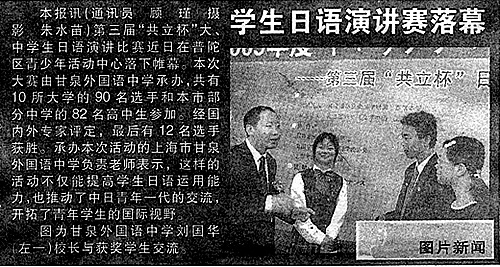 学生日语演讲赛落幕
本报讯(通讯员 顾瑾 摄
影 朱水苗)第三届“共立杯”大、
中学生日语演讲比赛近日在普陀
区青少年活动中心落下帷幕。本次
大赛由甘泉外国语中学承办,共有
10所大学的90名选手和本市部
分中学的82名高中生参加。经国
内外专家评定,最后有12名选手
获胜。承办本次活动的上海市甘泉
外国语中学负责老师表示,这样的
活动不仅能提高学生日语运用能
力,也推动了中日青年一代的交流,
开拓了青年学生的国际视野。
图为甘泉外国语中学刘国华
(左一)校长与获奖学生交流。
第三届“共立杯”日
图片新闻